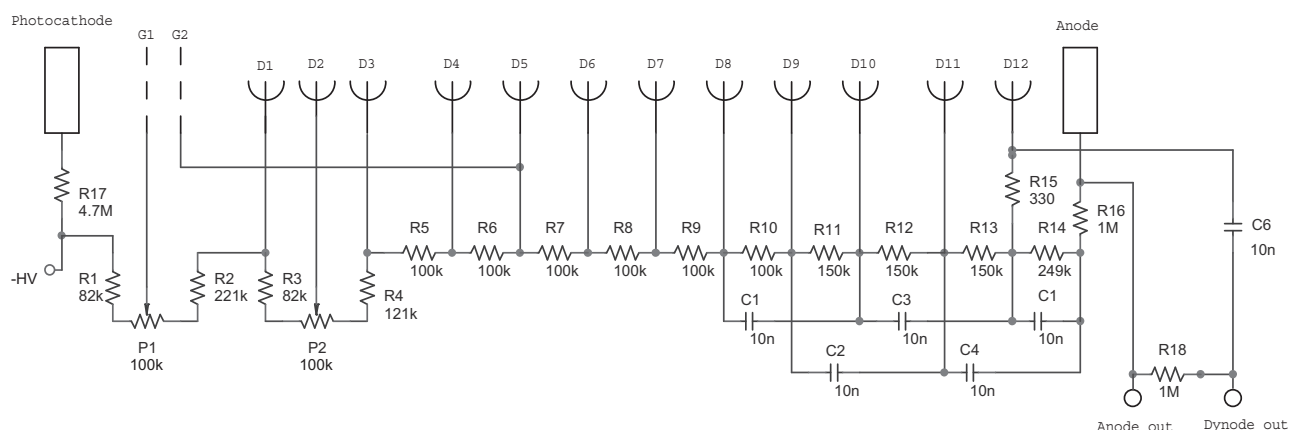 Photocathode
G1
G2
D1
D2
D3
D4
D5
D6
D7
D8
D9
D10
D11
D12
Anode
R17
4.7M
-HV
R1
82k
P1
100k
R2
221k
R3
82k
P2
100k
R4
121k
R5
100k
R6
100k
R7
100k
R8
100k
R9
100k
R10
100k
R11
150k
R12
150k
R13
150k
R14
249k
R15
330
R16
1M
C6
10n
C1
10n
C3
10n
C1
10n
C2
10n
C4
10n
R18
1M
Anode out
Dynode out